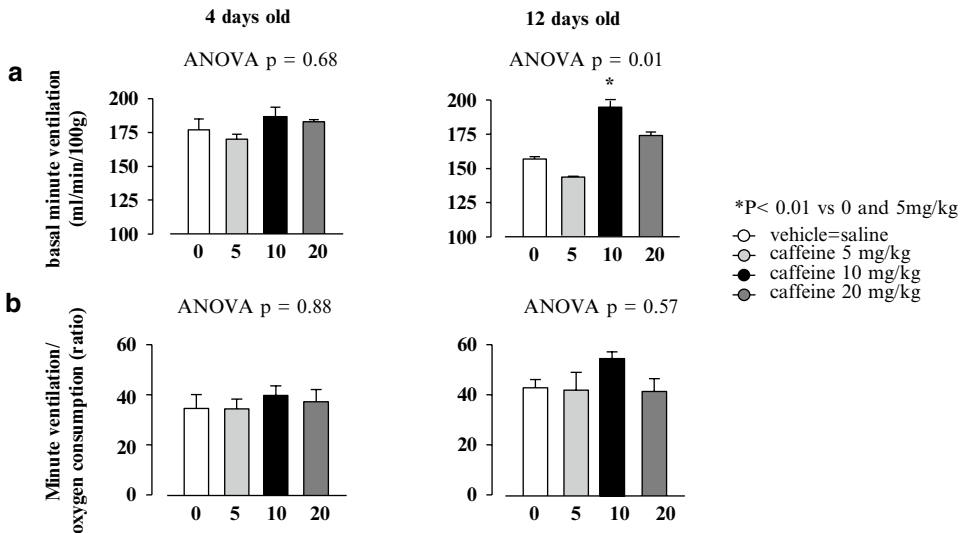 4 days old
12 days old
a
ANOVA p = 0.68
ANOVA p = 0.01
*
basal minute ventilation
(ml/min/100g)
200
175
150
125
100
0 5 10 20
200
175
150
125
100
0 5 10 20
*P< 0.01 vs 0 and 5mg/kg
vehicle=saline
caffeine 5 mg/kg
caffeine 10 mg/kg
caffeine 20 mg/kg
b
ANOVA p = 0.88
ANOVA p = 0.57
Minute ventilation/
oxygen consumption (ratio)
60
40
20
0
0 5 10 20
60
40
20
0
0 5 10 20